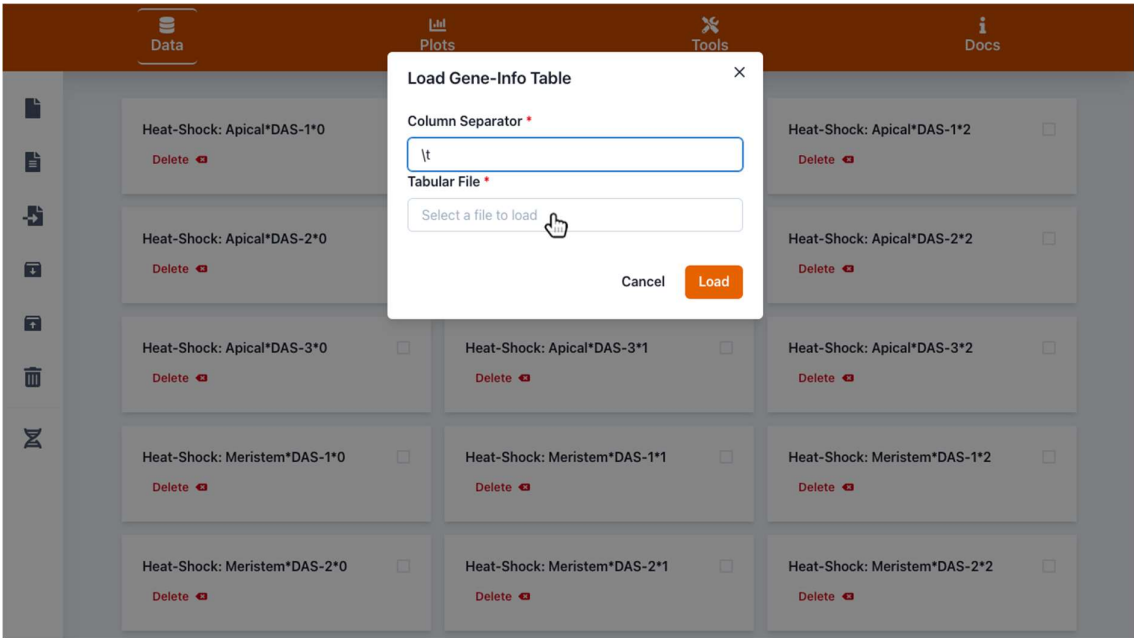 Data
Plots
Tools
Docs
Load Gene-Info Table
Column Separator *
\t
Tabular File *
Select a file to load
Cancel
Load
Heat-Shock: Apical*DAS-1*0
Delete
Heat-Shock: Apical*DAS-1*2
Delete
Heat-Shock: Apical*DAS-2*0
Delete
Heat-Shock: Apical*DAS-2*2
Delete
Heat-Shock: Apical*DAS-3*0
Delete
Heat-Shock: Apical*DAS-3*1
Delete
Heat-Shock: Apical*DAS-3*2
Delete
Heat-Shock: Meristem*DAS-1*0
Delete
Heat-Shock: Meristem*DAS-1*1
Delete
Heat-Shock: Meristem*DAS-1*2
Delete
Heat-Shock: Meristem*DAS-2*0
Delete
Heat-Shock: Meristem*DAS-2*1
Delete
Heat-Shock: Meristem*DAS-2*2
Delete